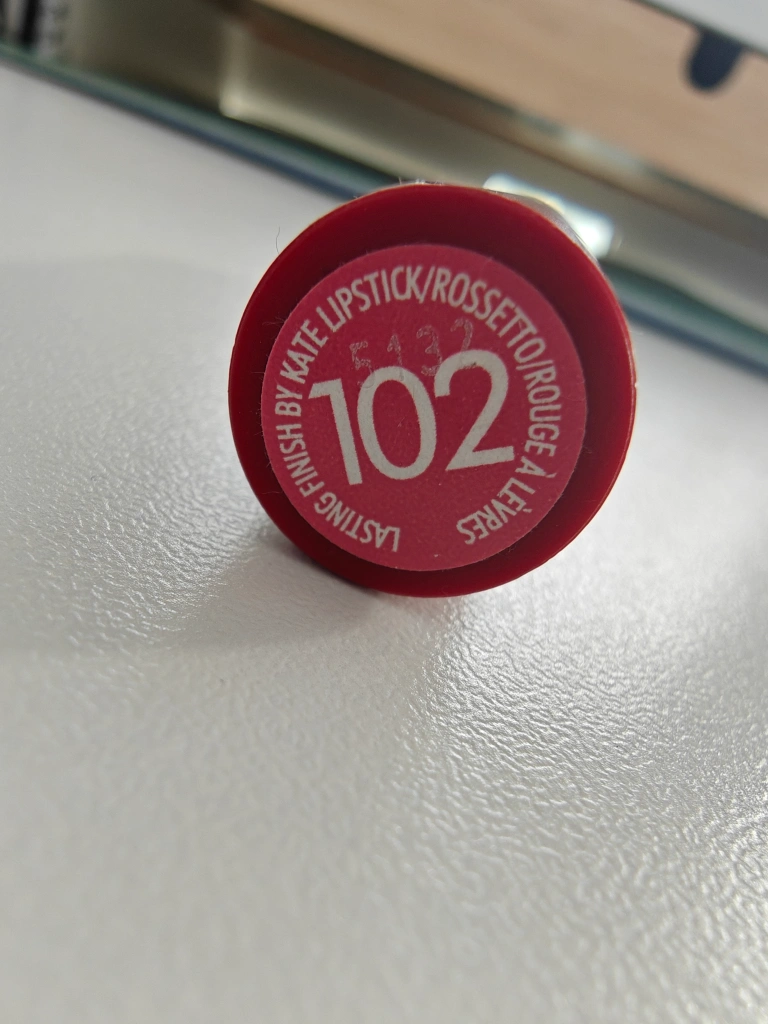 LASTING FINISH BY KATE LIPSTICK/ROSSETTO/ROUGE À LÈVRES
5132
102